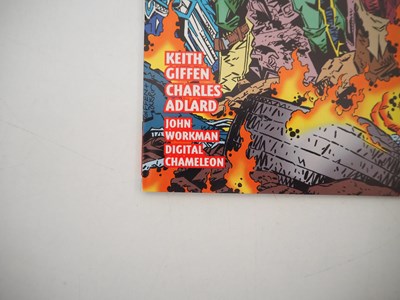 KEITH
GIFFEN
CHARLES
ADLARD
JOHN
WORKMAN
DIGITAL
CHAMELEON